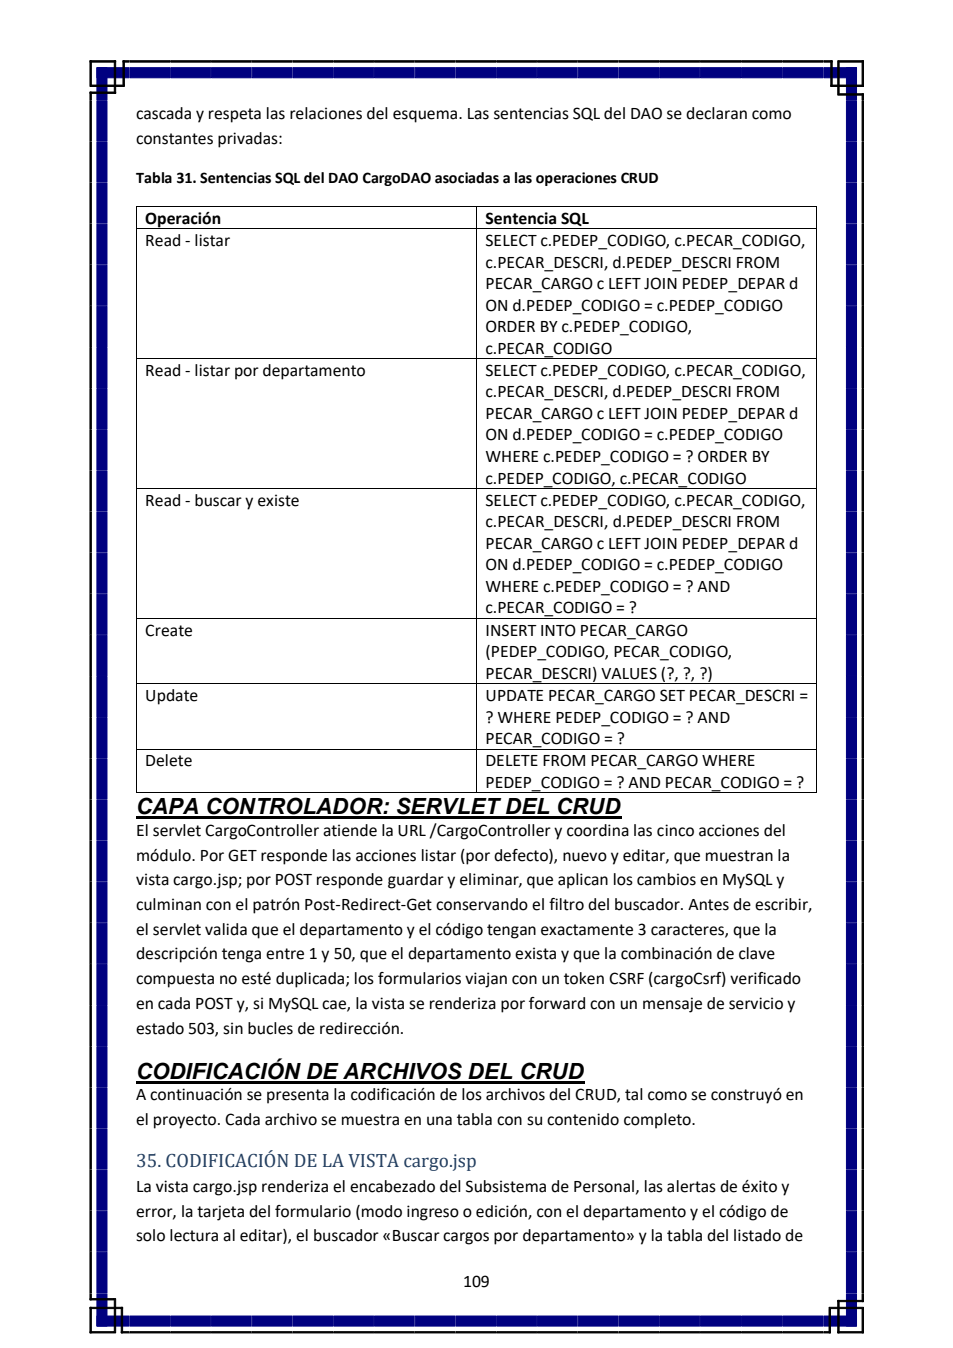 cascada y respeta las relaciones del esquema. Las sentencias SQL del DAO se declaran como
constantes privadas:
Tabla 31. Sentencias SQL del DAO CargoDAO asociadas a las operaciones CRUD
Operación
Sentencia SQL
Read - listar
SELECT c.PEDEP_CODIGO, c.PECAR_CODIGO,
c.PECAR_DESCRI, d.PEDEP_DESCRI FROM
PECAR_CARGO c LEFT JOIN PEDEP_DEPAR d
ON d.PEDEP_CODIGO = c.PEDEP_CODIGO
ORDER BY c.PEDEP_CODIGO,
c.PECAR_CODIGO
Read - listar por departamento
SELECT c.PEDEP_CODIGO, c.PECAR_CODIGO,
c.PECAR_DESCRI, d.PEDEP_DESCRI FROM
PECAR_CARGO c LEFT JOIN PEDEP_DEPAR d
ON d.PEDEP_CODIGO = c.PEDEP_CODIGO
WHERE c.PEDEP_CODIGO = ? ORDER BY
c.PEDEP_CODIGO, c.PECAR_CODIGO
Read - buscar y existe
SELECT c.PEDEP_CODIGO, c.PECAR_CODIGO,
c.PECAR_DESCRI, d.PEDEP_DESCRI FROM
PECAR_CARGO c LEFT JOIN PEDEP_DEPAR d
ON d.PEDEP_CODIGO = c.PEDEP_CODIGO
WHERE c.PEDEP_CODIGO = ? AND
c.PECAR_CODIGO = ?
Create
INSERT INTO PECAR_CARGO
(PEDEP_CODIGO, PECAR_CODIGO,
PECAR_DESCRI) VALUES (?, ?, ?)
Update
UPDATE PECAR_CARGO SET PECAR_DESCRI =
? WHERE PEDEP_CODIGO = ? AND
PECAR_CODIGO = ?
Delete
DELETE FROM PECAR_CARGO WHERE
PEDEP_CODIGO = ? AND PECAR_CODIGO = ?
CAPA CONTROLADOR: SERVLET DEL CRUD
El servlet CargoController atiende la URL /CargoController y coordina las cinco acciones del
módulo. Por GET responde las acciones listar (por defecto), nuevo y editar, que muestran la
vista cargo.jsp; por POST responde guardar y eliminar, que aplican los cambios en MySQL y
culminan con el patrón Post-Redirect-Get conservando el filtro del buscador. Antes de escribir,
el servlet valida que el departamento y el código tengan exactamente 3 caracteres, que la
descripción tenga entre 1 y 50, que el departamento exista y que la combinación de clave
compuesta no esté duplicada; los formularios viajan con un token CSRF (cargoCsrf) verificado
en cada POST y, si MySQL cae, la vista se renderiza por forward con un mensaje de servicio y
estado 503, sin bucles de redirección.
CODIFICACIÓN DE ARCHIVOS DEL CRUD
A continuación se presenta la codificación de los archivos del CRUD, tal como se construyó en
el proyecto. Cada archivo se muestra en una tabla con su contenido completo.
35. CODIFICACIÓN DE LA VISTA cargo.jsp
La vista cargo.jsp renderiza el encabezado del Subsistema de Personal, las alertas de éxito y
error, la tarjeta del formulario (modo ingreso o edición, con el departamento y el código de
solo lectura al editar), el buscador «Buscar cargos por departamento» y la tabla del listado de
109